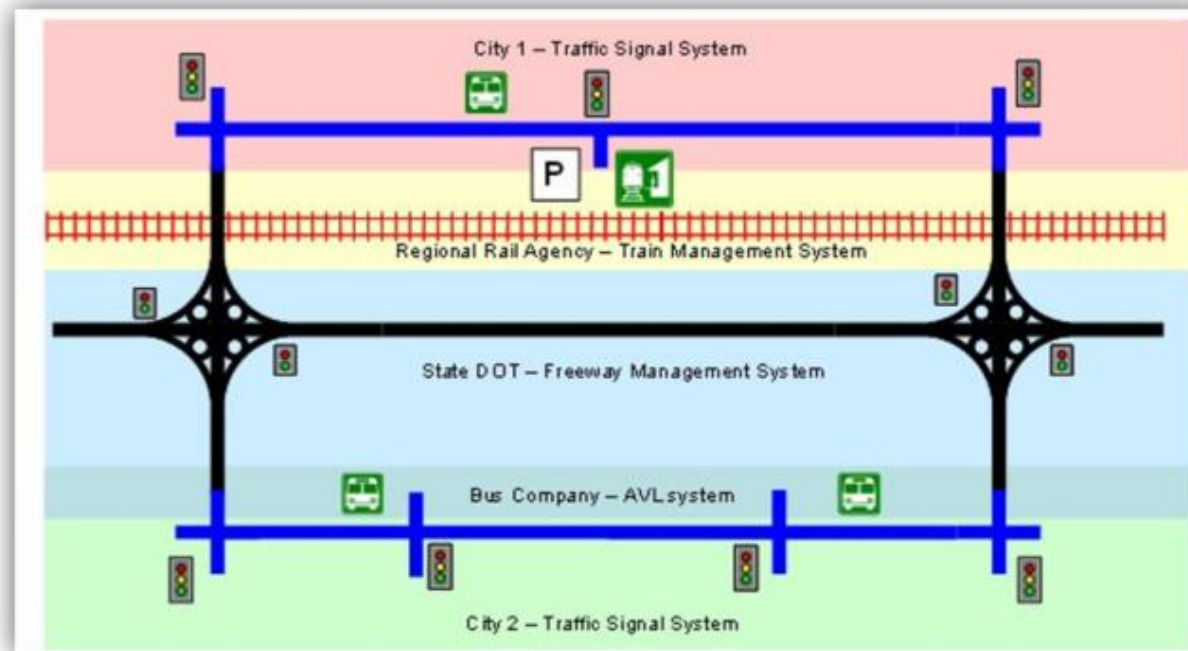 City 1 – Traffic Signal System
P
Regional Rail Agency – Train Management System
State DOT – Freeway Management System
Bus Company – AVL system
City 2 – Traffic Signal System